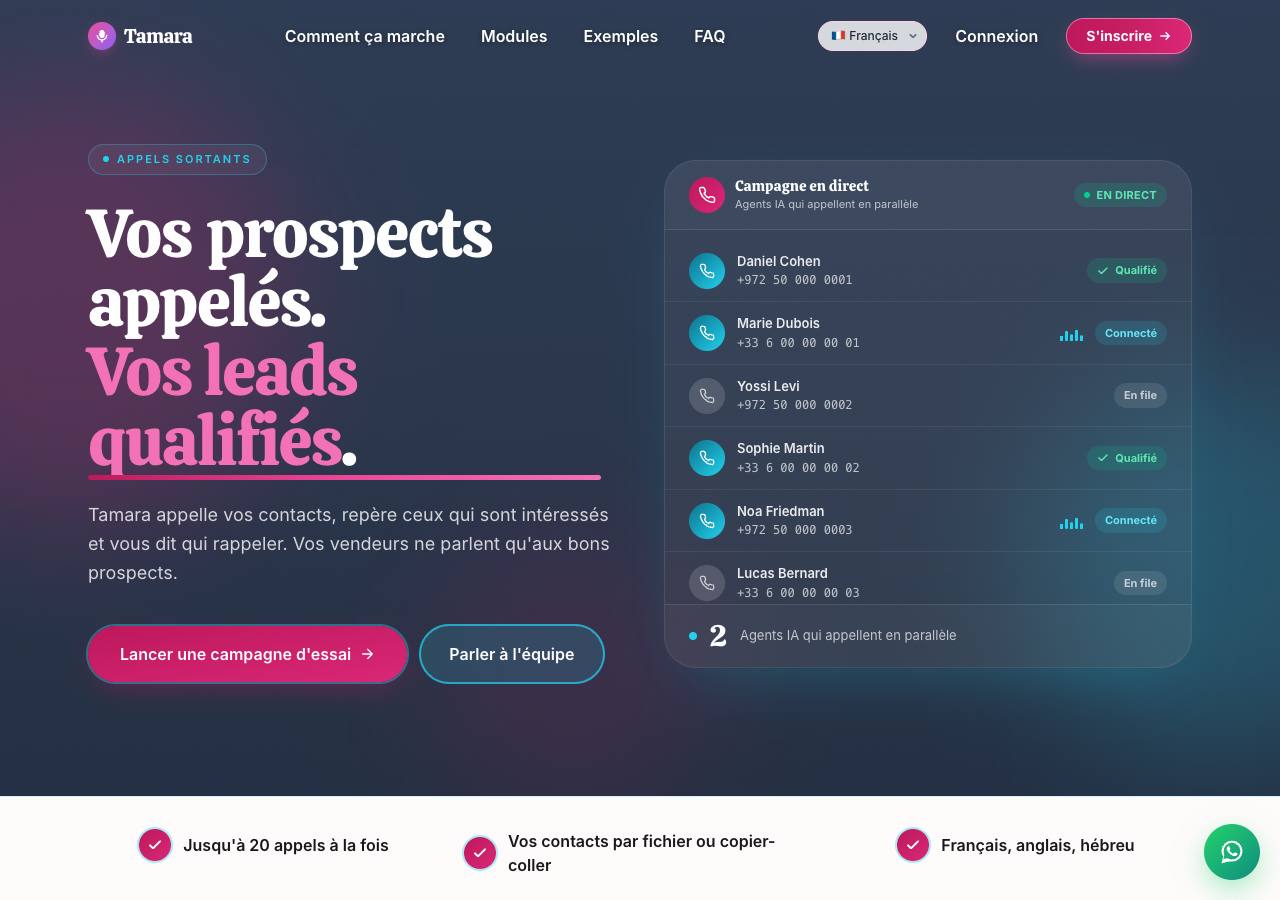 Tamara
Comment ça marche
Modules
Exemples
FAQ
Français
Connexion
S'inscrire →
APPELS SORTANTS
Vos prospects
appelés.
Vos leads
qualifiés.
Tamara appelle vos contacts, repère ceux qui sont intéressés
et vous dit qui rappeler. Vos vendeurs ne parlent qu'aux bons
prospects.
Lancer une campagne d'essai →
Parler à l'équipe
Campagne en direct
Agents IA qui appellent en parallèle
EN DIRECT
Daniel Cohen
+972 50 000 0001
Qualifié
Marie Dubois
+33 6 00 00 00 01
Connecté
Yossi Levi
+972 50 000 0002
En file
Sophie Martin
+33 6 00 00 00 02
Qualifié
Noa Friedman
+972 50 000 0003
Connecté
Lucas Bernard
+33 6 00 00 00 03
En file
2 Agents IA qui appellent en parallèle
Jusqu'à 20 appels à la fois
Vos contacts par fichier ou copier-
coller
Français, anglais, hébreu